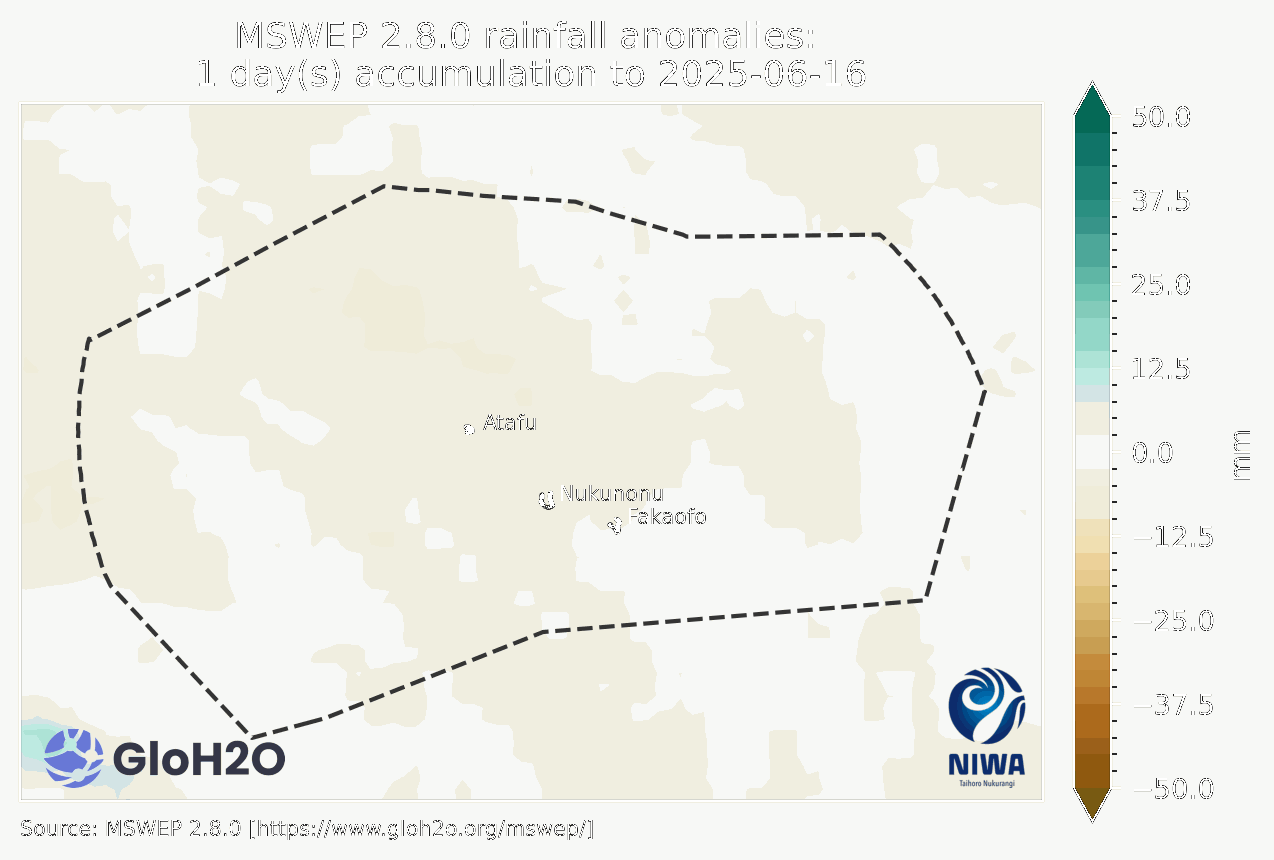 MSWEP 2.8.0 rainfall anomalies:
1 day(s) accumulation to 2025-06-16
50.0
37.5
25.0
12.5
0.0
−12.5
−25.0
−37.5
−50.0
mm
Atafu
Nukunonu
Fakaofo
GloH2O
NIWA
Taihoro Nukurangi
Source: MSWEP 2.8.0 [https://www.gloh2o.org/mswep/]